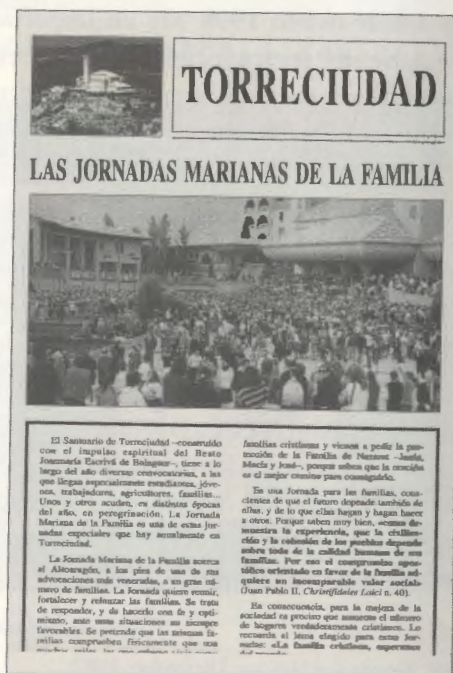 TORRECIUDAD
LAS JORNADAS MARIANAS DE LA FAMILIA
El Santuario de Torreciudad –construido
con el impulso espiritual del Beato
Josemaría Escrivá de Balaguer–, tiene a lo
largo del año diversas convocatorias, a las
que llegan especialmente estudiantes, jóve-
nes, trabajadores, agricultores, familias...
Unos y otros acuden, en distintas épocas
del año, en peregrinación. La Jornada
Mariana de la Familia es una de estas jor-
nadas especiales que hay anualmente en
Torreciudad.
La Jornada Mariana de la Familia acerca
al Altoaragón, a los pies de una de sus
advocaciones más veneradas, a un gran nú-
mero de familias. La Jornada quiere reunir,
fortalecer y relanzar las familias. Se trata
de responder, y de hacerlo con fe y opti-
mismo, ante unas situaciones no siempre
favorables. Se pretende que las mismas fa-
milias comprueben físicamente que son
muchos miles, las que
familias cristianas y vienen a pedir la pro-
tección de la Familia de Nazaret –Jesús,
María y José–, porque saben que la oración
es el mejor camino para conseguirlo.
Es una Jornada para las familias, cons-
cientes de que el futuro depende también de
ellas, y de lo que ellas hagan y hagan hacer
a otros. Porque saben muy bien, «como de-
muestra la experiencia, que la civiliza-
ción y la cohesión de los pueblos depende
sobre todo de la calidad humana de sus
familias. Por eso el compromiso apos-
tólico orientado en favor de la familia ad-
quiere un incomparable valor social»
(Juan Pablo II, Christifideles Laici n. 40).
En consecuencia, para la mejora de la
sociedad es preciso que aumente el número
de hogares verdaderamente cristianos. Lo
recuerda el lema elegido para estas Jor-
nadas: «La familia cristiana, esperanza